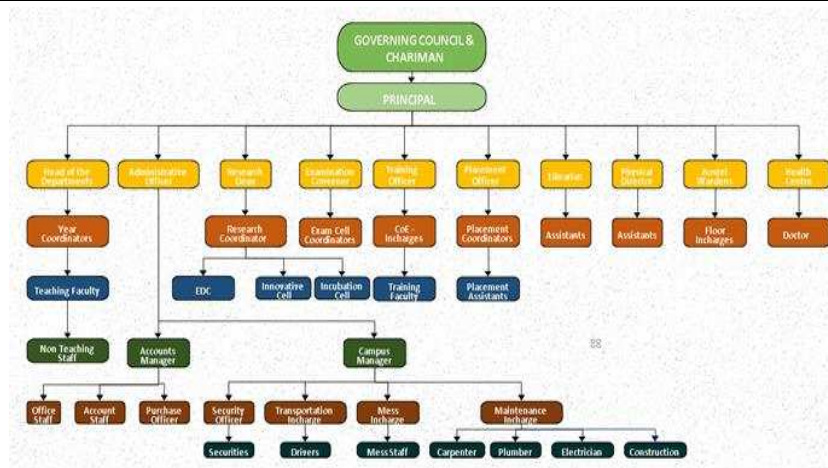 GOVERNING COUNCIL &
CHARIMAN
PRINCIPAL
Head of the
Departments
Administrative
Officer
Research
Examination
Convenor
Training
Officer
Placement
Officer
Librarian
Physical
Director
Wardens
Health
Centre
Year
Coordinators
Research
Coordinator
Exam Cell
Coordinators
CoE -
Incharges
Placement
Coordinators
Assistants
Assistants
Floor
Incharges
Doctor
Teaching Faculty
EDC
Innovative
Cell
Incubation
Cell
Training
Faculty
Placement
Assistants
Non Teaching
Staff
Accounts
Manager
Campus
Manager
Office
Staff
Account
Staff
Purchase
Officer
Security
Officer
Transportation
Incharge
Mess
Incharge
Maintenance
Incharge
Securities
Drivers
Mess Staff
Carpenter
Plumber
Electrician
Construction